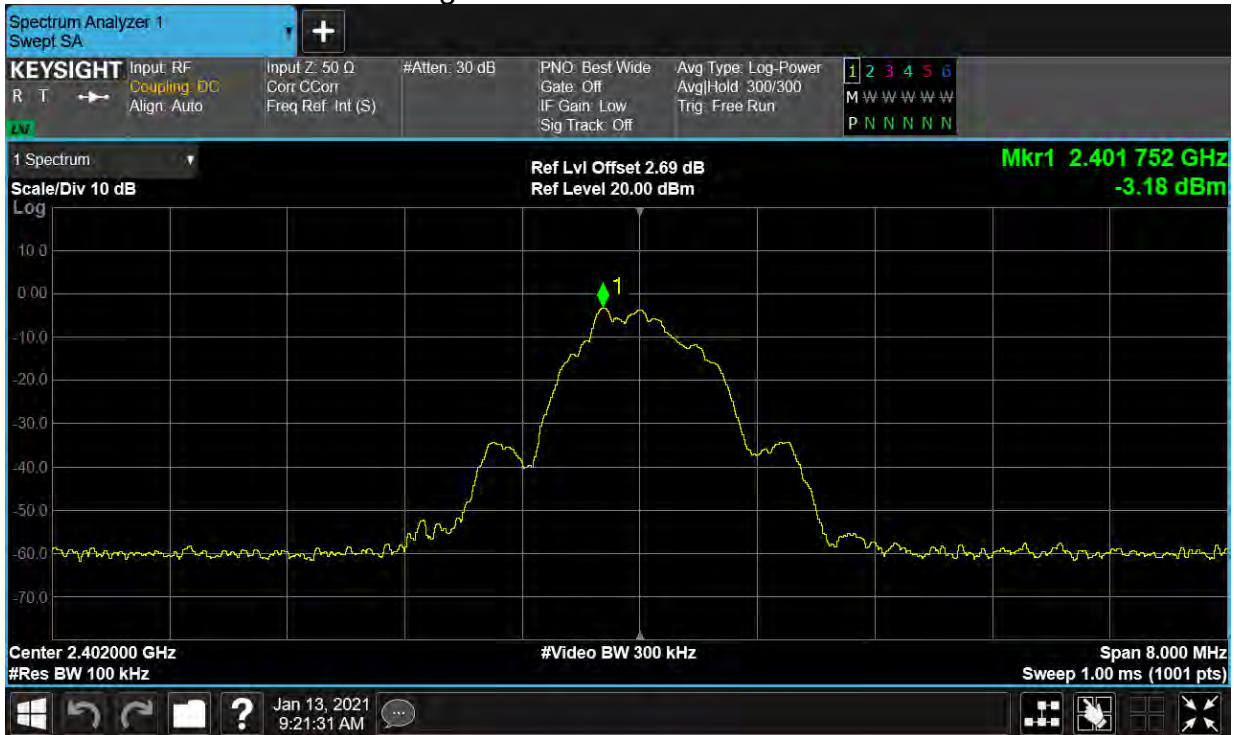 Spectrum Analyzer 1
Swept SA
+
KEYSIGHT
R T
LXI
Input: RF
Coupling: DC
Align: Auto
Input Z: 50 Ω
Corr CCorr
Freq Ref: Int (S)
#Atten: 30 dB
PNO: Best Wide
Gate: Off
IF Gain: Low
Sig Track: Off
Avg Type: Log-Power
Avg|Hold: 300/300
Trig: Free Run
1 2 3 4 5 6
M W W W W W W
P N N N N N N
1 Spectrum
Scale/Div 10 dB
Log
Ref Lvl Offset 2.69 dB
Ref Level 20.00 dBm
Mkr1 2.401 752 GHz
-3.18 dBm
10.0
0.00
-10.0
-20.0
-30.0
-40.0
-50.0
-60.0
-70.0
1
Center 2.402000 GHz
#Res BW 100 kHz
#Video BW 300 kHz
Span 8.000 MHz
Sweep 1.00 ms (1001 pts)
?
Jan 13, 2021
9:21:31 AM